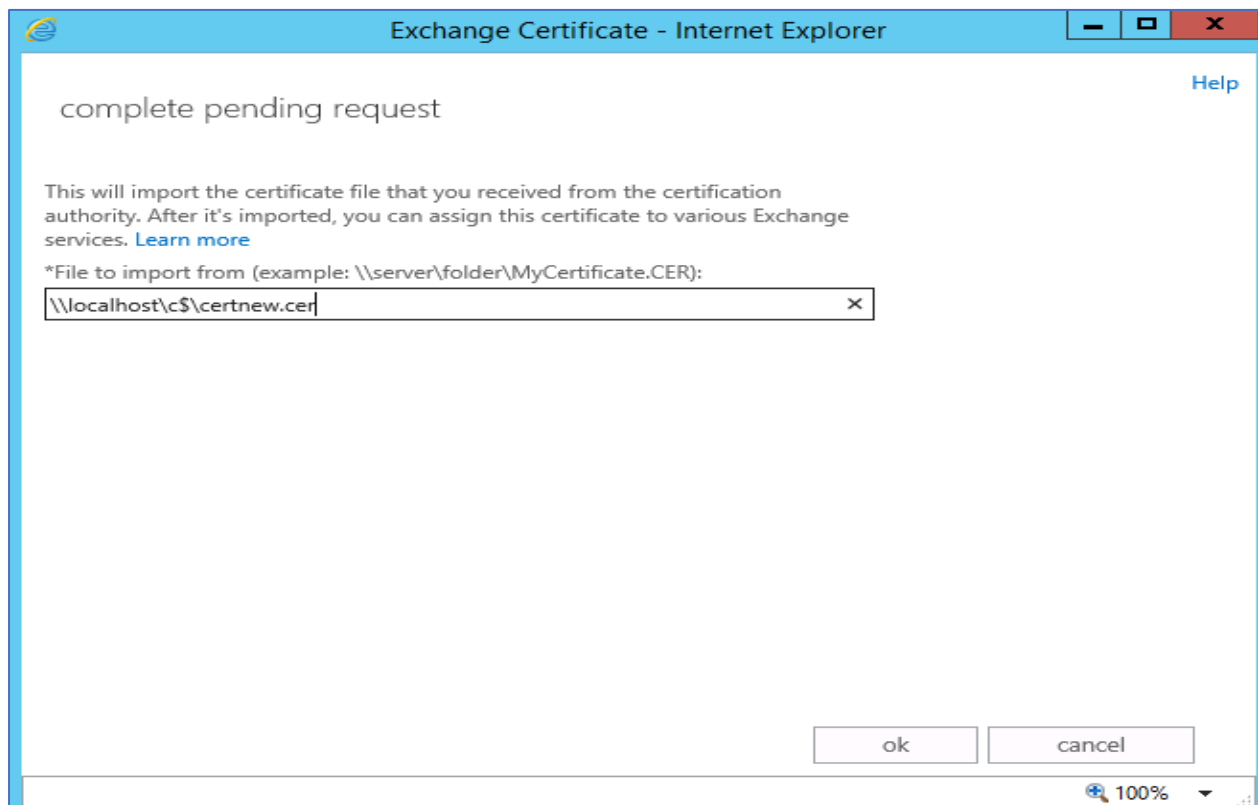 Exchange Certificate - Internet Explorer
Help
complete pending request
This will import the certificate file that you received from the certification
authority. After it's imported, you can assign this certificate to various Exchange
services. Learn more
*File to import from (example: \\server\folder\MyCertificate.CER):
\\localhost\c$\certnew.cer
ok
cancel
100%